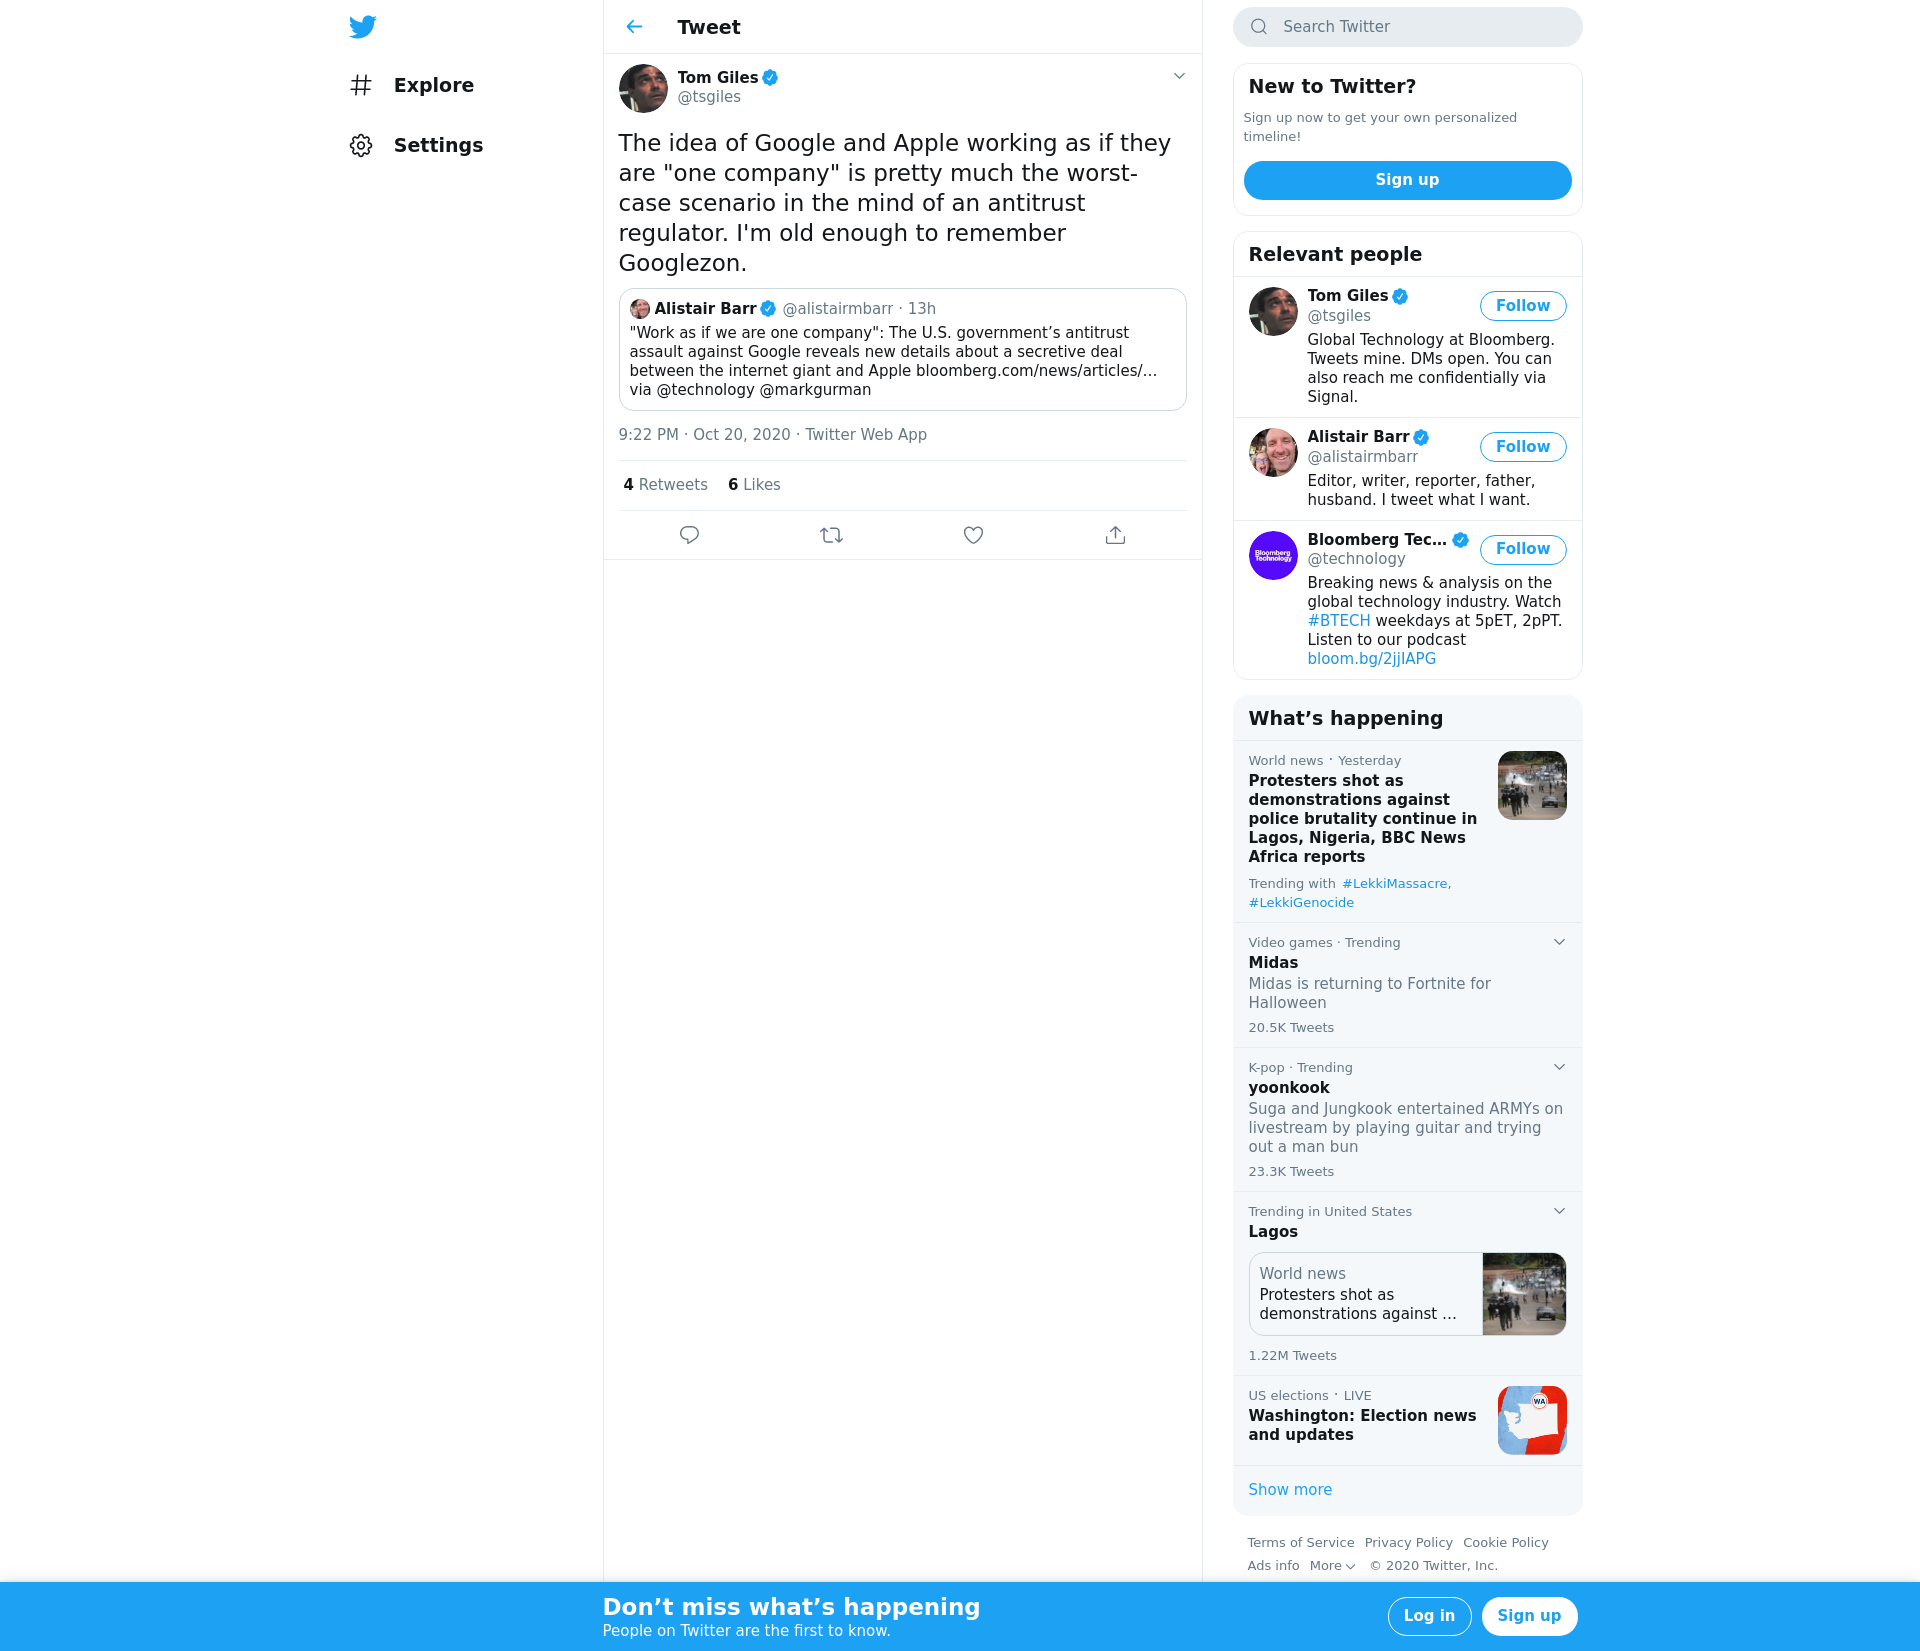 Explore
Settings
Tweet
Tom Giles
@tsgiles
The idea of Google and Apple working as if they
are "one company" is pretty much the worst-
case scenario in the mind of an antitrust
regulator. I'm old enough to remember
Googlezon.
Alistair Barr @alistairmbarr · 13h
"Work as if we are one company": The U.S. government’s antitrust
assault against Google reveals new details about a secretive deal
between the internet giant and Apple bloomberg.com/news/articles/…
via @technology @markgurman
9:22 PM · Oct 20, 2020 · Twitter Web App
4 Retweets 6 Likes
Search Twitter
New to Twitter?
Sign up now to get your own personalized
timeline!
Sign up
Relevant people
Tom Giles
@tsgiles
Follow
Global Technology at Bloomberg.
Tweets mine. DMs open. You can
also reach me confidentially via
Signal.
Alistair Barr
@alistairmbarr
Follow
Editor, writer, reporter, father,
husband. I tweet what I want.
Bloomberg
Technology
Bloomberg Tec…
@technology
Follow
Breaking news & analysis on the
global technology industry. Watch
#BTECH weekdays at 5pET, 2pPT.
Listen to our podcast
bloom.bg/2jjIAPG
What’s happening
World news · Yesterday
Protesters shot as
demonstrations against
police brutality continue in
Lagos, Nigeria, BBC News
Africa reports
Trending with #LekkiMassacre,
#LekkiGenocide
Video games · Trending
Midas
Midas is returning to Fortnite for
Halloween
20.5K Tweets
K-pop · Trending
yoonkook
Suga and Jungkook entertained ARMYs on
livestream by playing guitar and trying
out a man bun
23.3K Tweets
Trending in United States
Lagos
World news
Protesters shot as
demonstrations against …
1.22M Tweets
US elections · LIVE
Washington: Election news
and updates
WA
Show more
Terms of Service Privacy Policy Cookie Policy
Ads info More © 2020 Twitter, Inc.
Don’t miss what’s happening
People on Twitter are the first to know.
Log in
Sign up